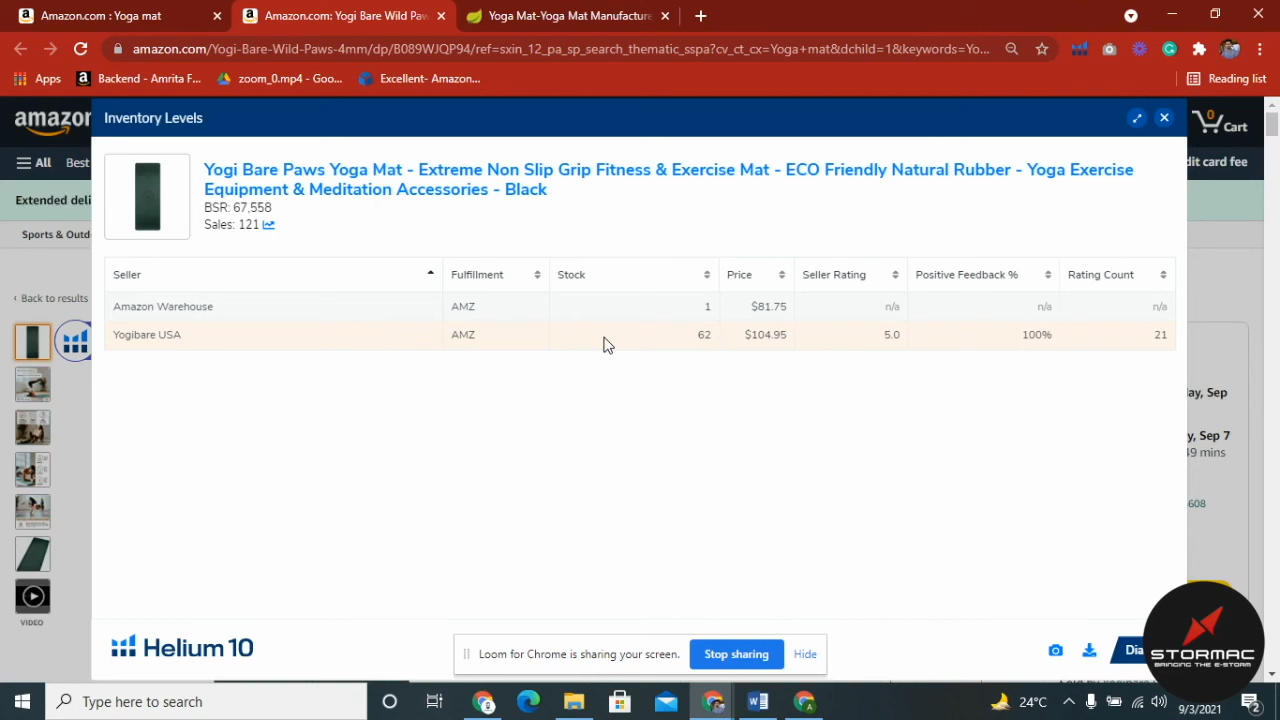 Amazon.com : Yoga mat
Amazon.com: Yogi Bare Wild Paw
Yoga Mat-Yoga Mat Manufacture
amazon.com/Yogi-Bare-Wild-Paws-4mm/dp/B089WJQP94/ref=sxin_12_pa_sp_search_thematic_sspa?cv_ct_cx=Yoga+mat&dchild=1&keywords=Yo...
Apps
Backend - Amrita F...
zoom_0.mp4 - Goo...
Excellent- Amazon...
Reading list
amazon
Inventory Levels
0
Cart
All
Best
dit card fee
Extended deli
Sports & Outd
Yogi Bare Paws Yoga Mat - Extreme Non Slip Grip Fitness & Exercise Mat - ECO Friendly Natural Rubber - Yoga Exercise
Equipment & Meditation Accessories - Black
BSR: 67,558
Sales: 121
Seller Fulfillment Stock Price Seller Rating Positive Feedback % Rating Count
Amazon Warehouse AMZ 1 $81.75 n/a n/a n/a
Yogibare USA AMZ 62 $104.95 5.0 100% 21
‹ Back to results
day, Sep
y, Sep 7
49 mins
608
VIDEO
Helium 10
Loom for Chrome is sharing your screen.
Stop sharing
Hide
Dia
STORMAC
BRINGING THE E-STORM
Type here to search
24°C
9/3/2021
2